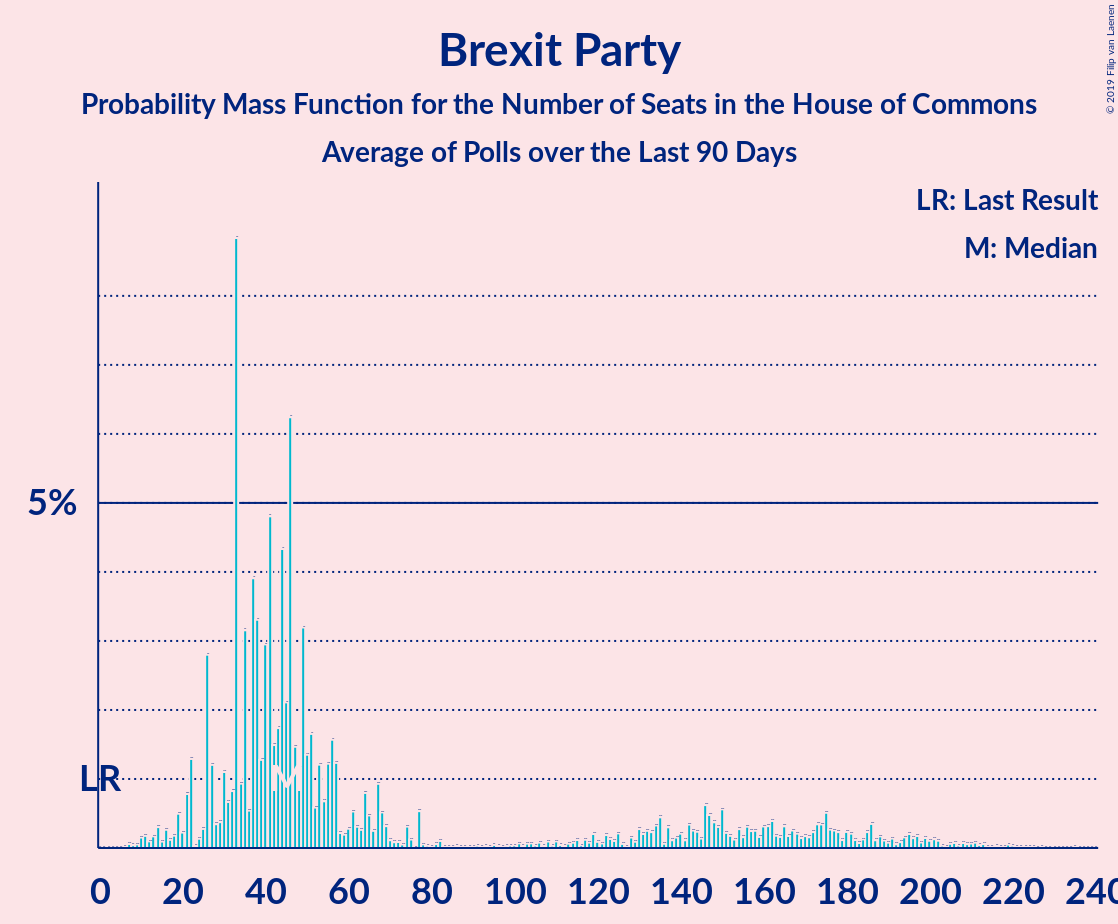 Brexit Party
Probability Mass Function for the Number of Seats in the House of Commons
Average of Polls over the Last 90 Days
© 2019 Filip van Laenen
LR: Last Result
M: Median
5%
LR
M
0 20 40 60 80 100 120 140 160 180 200 220 240